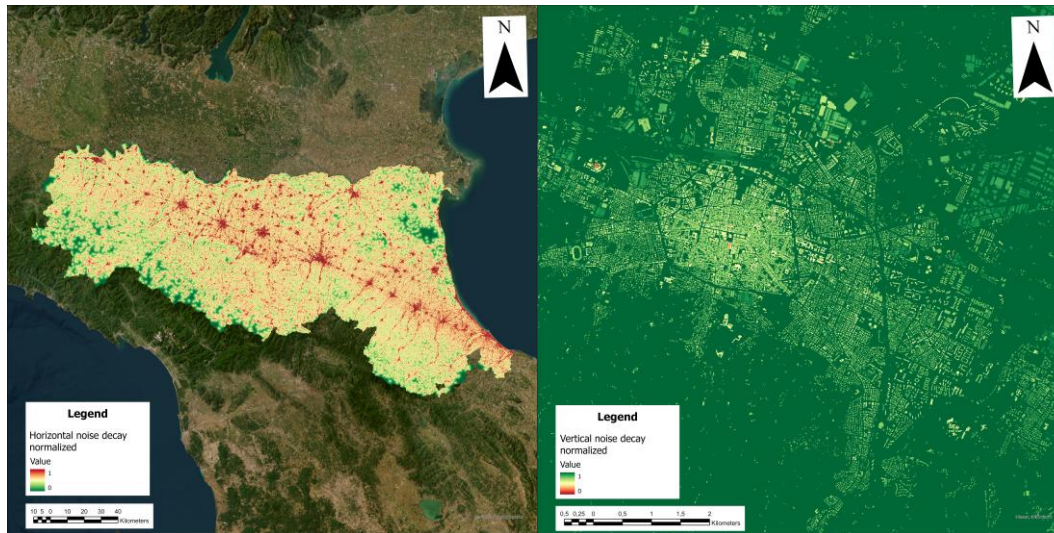 N
Legend
Horizontal noise decay
normalized
Value
1
0
10 5 0 10 20 30 40
Kilometers
N
Legend
Vertical noise decay
normalized
Value
1
0
0,5 0,25 0 0,5 1 1,5 2
Kilometers